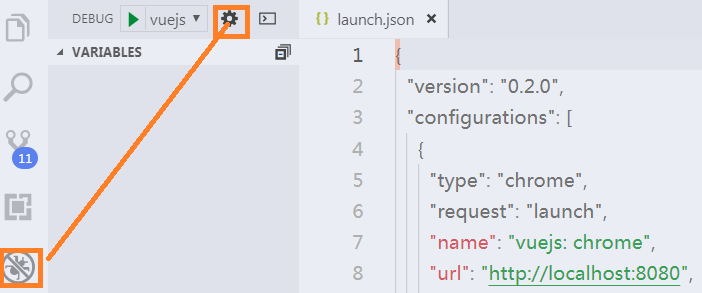 DEBUG vuejs
VARIABLES
11
{ } launch.json ×
1 {
2 "version": "0.2.0",
3 "configurations": [
4 {
5 "type": "chrome",
6 "request": "launch",
7 "name": "vuejs: chrome",
8 "url": "http://localhost:8080",